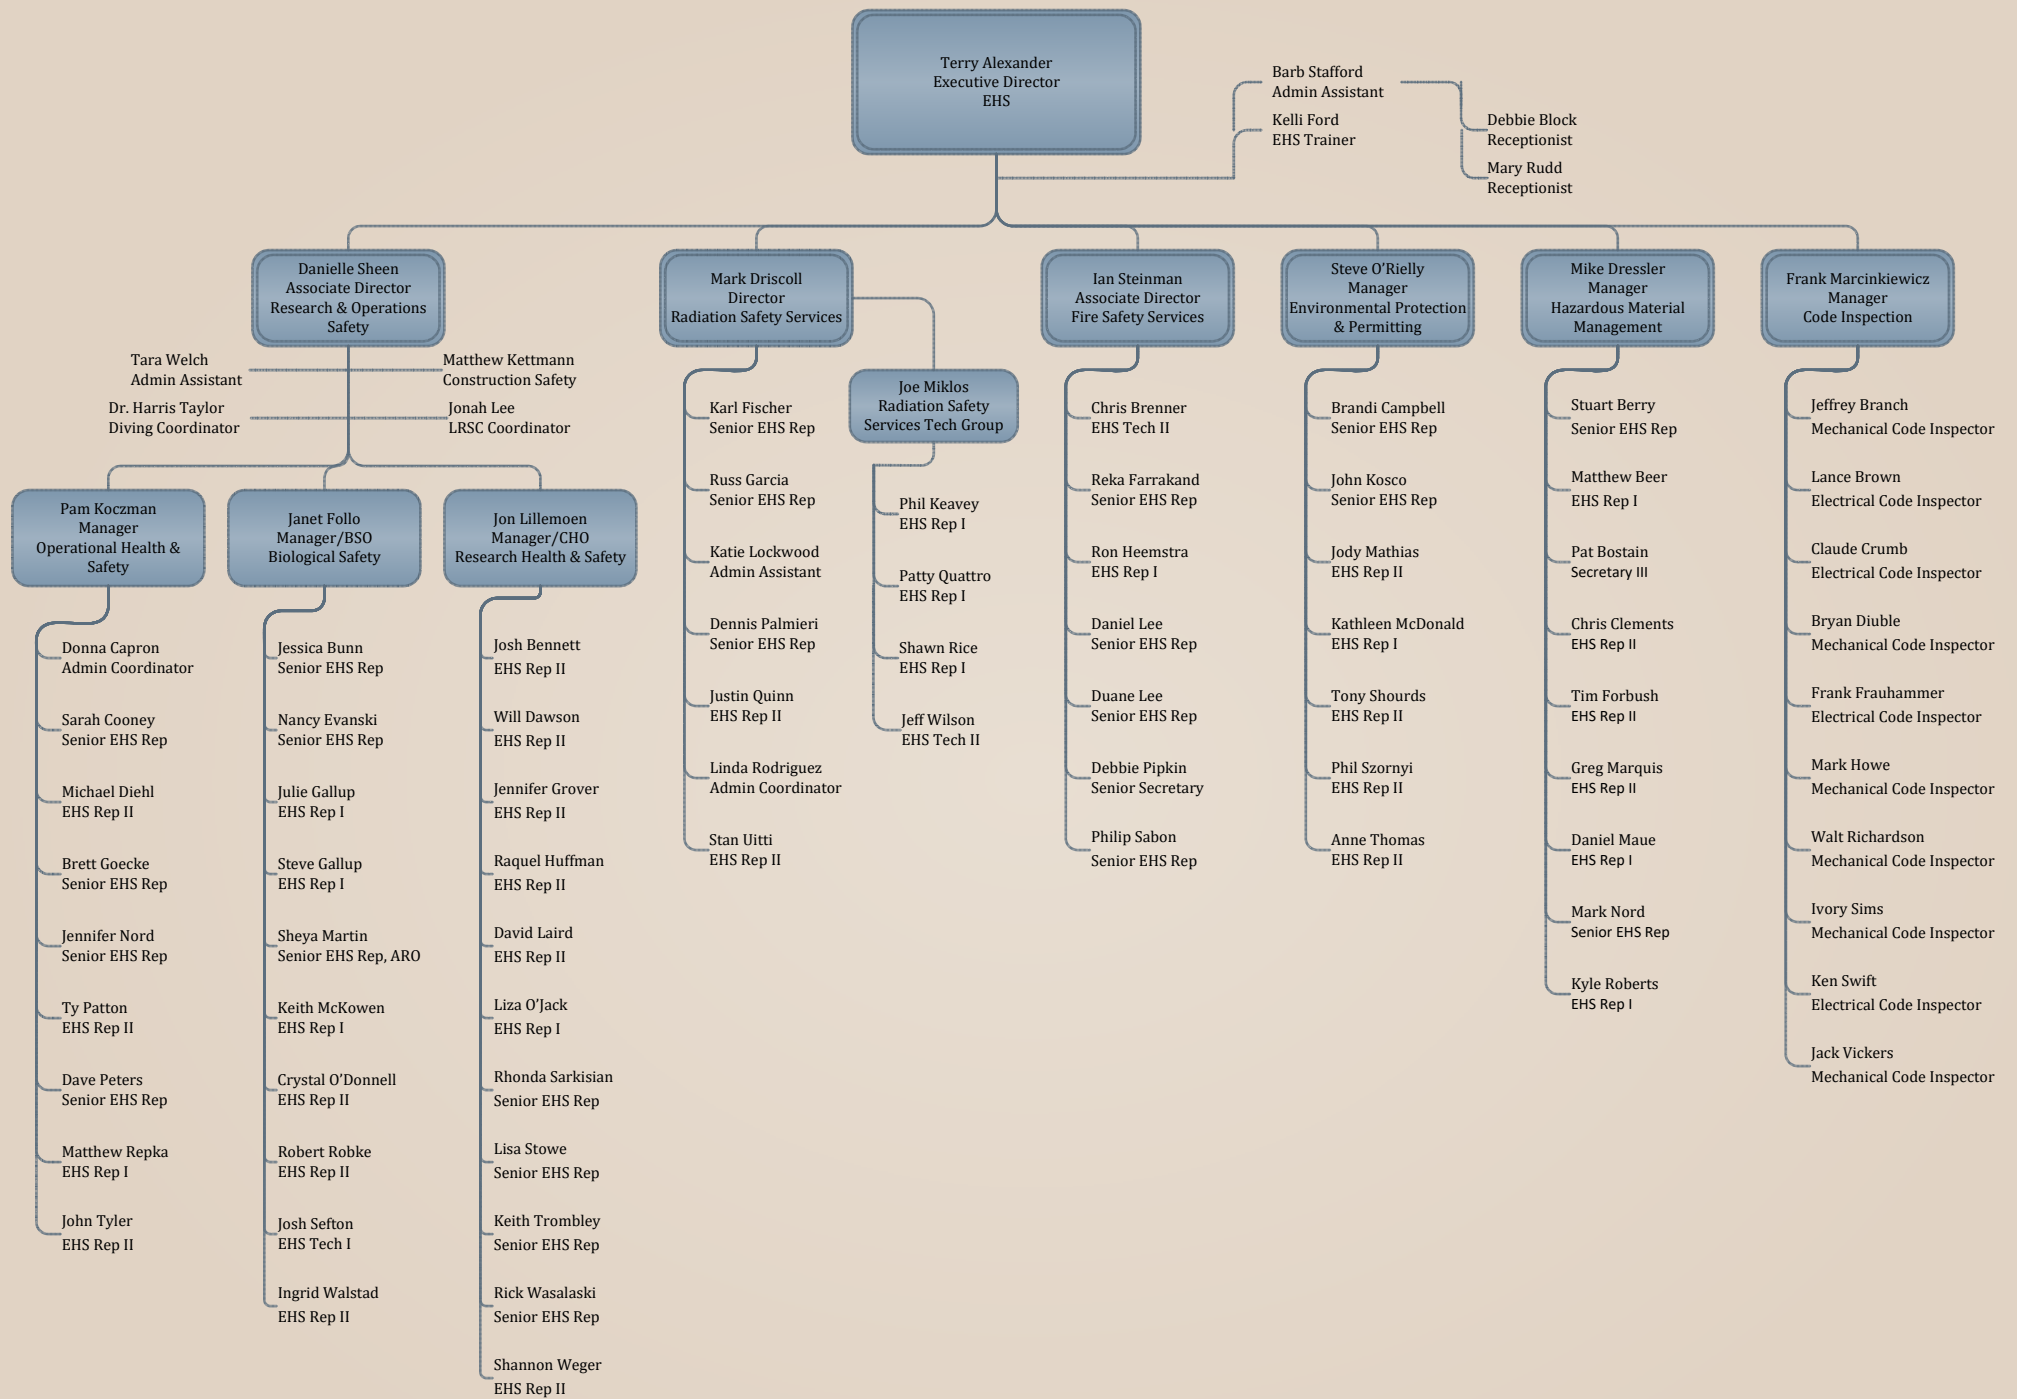 Terry Alexander
Executive Director
EHS
Barb Stafford
Admin Assistant
Kelli Ford
EHS Trainer
Debbie Block
Receptionist
Mary Rudd
Receptionist
Danielle Sheen
Associate Director
Research & Operations
Safety
Tara Welch
Admin Assistant
Matthew Kettmann
Construction Safety
Dr. Harris Taylor
Diving Coordinator
Jonah Lee
LRSC Coordinator
Pam Koczman
Manager
Operational Health &
Safety
Donna Capron
Admin Coordinator
Sarah Cooney
Senior EHS Rep
Michael Diehl
EHS Rep II
Brett Goecke
Senior EHS Rep
Jennifer Nord
Senior EHS Rep
Ty Patton
EHS Rep II
Dave Peters
Senior EHS Rep
Matthew Repka
EHS Rep I
John Tyler
EHS Rep II
Janet Follo
Manager/BSO
Biological Safety
Jessica Bunn
Senior EHS Rep
Nancy Evanski
Senior EHS Rep
Julie Gallup
EHS Rep I
Steve Gallup
EHS Rep I
Sheya Martin
Senior EHS Rep, ARO
Keith McKowen
EHS Rep I
Crystal O’Donnell
EHS Rep II
Robert Robke
EHS Rep II
Josh Sefton
EHS Tech I
Ingrid Walstad
EHS Rep II
Jon Lillemoen
Manager/CHO
Research Health & Safety
Josh Bennett
EHS Rep II
Will Dawson
EHS Rep II
Jennifer Grover
EHS Rep II
Raquel Huffman
EHS Rep II
David Laird
EHS Rep II
Liza O’Jack
EHS Rep I
Rhonda Sarkisian
Senior EHS Rep
Lisa Stowe
Senior EHS Rep
Keith Trombley
Senior EHS Rep
Rick Wasalaski
Senior EHS Rep
Shannon Weger
EHS Rep II
Mark Driscoll
Director
Radiation Safety Services
Karl Fischer
Senior EHS Rep
Russ Garcia
Senior EHS Rep
Katie Lockwood
Admin Assistant
Dennis Palmieri
Senior EHS Rep
Justin Quinn
EHS Rep II
Linda Rodriguez
Admin Coordinator
Stan Uitti
EHS Rep II
Joe Miklos
Radiation Safety
Services Tech Group
Phil Keavey
EHS Rep I
Patty Quattro
EHS Rep I
Shawn Rice
EHS Rep I
Jeff Wilson
EHS Tech II
Ian Steinman
Associate Director
Fire Safety Services
Chris Brenner
EHS Tech II
Reka Farrakand
Senior EHS Rep
Ron Heemstra
EHS Rep I
Daniel Lee
Senior EHS Rep
Duane Lee
Senior EHS Rep
Debbie Pipkin
Senior Secretary
Philip Sabon
Senior EHS Rep
Steve O’Rielly
Manager
Environmental Protection
& Permitting
Brandi Campbell
Senior EHS Rep
John Kosco
Senior EHS Rep
Jody Mathias
EHS Rep II
Kathleen McDonald
EHS Rep I
Tony Shourds
EHS Rep II
Phil Szornyi
EHS Rep II
Anne Thomas
EHS Rep II
Mike Dressler
Manager
Hazardous Material
Management
Stuart Berry
Senior EHS Rep
Matthew Beer
EHS Rep I
Pat Bostain
Secretary III
Chris Clements
EHS Rep II
Tim Forbush
EHS Rep II
Greg Marquis
EHS Rep II
Daniel Maue
EHS Rep I
Mark Nord
Senior EHS Rep
Kyle Roberts
EHS Rep I
Frank Marcinkiewicz
Manager
Code Inspection
Jeffrey Branch
Mechanical Code Inspector
Lance Brown
Electrical Code Inspector
Claude Crumb
Electrical Code Inspector
Bryan Diuble
Mechanical Code Inspector
Frank Frauhammer
Electrical Code Inspector
Mark Howe
Mechanical Code Inspector
Walt Richardson
Mechanical Code Inspector
Ivory Sims
Mechanical Code Inspector
Ken Swift
Electrical Code Inspector
Jack Vickers
Mechanical Code Inspector